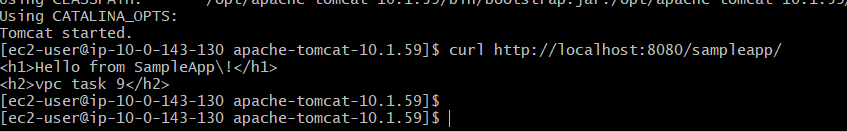 Using CLASSPATH: /opt/apache-tomcat-10.1.59/bin/bootstrap.jar:/opt/apache-tomcat-10.1.59/
Using CATALINA_OPTS:
Tomcat started.
[ec2-user@ip-10-0-143-130 apache-tomcat-10.1.59]$ curl http://localhost:8080/sampleapp/
<h1>Hello from SampleApp\!</h1>
<h2>vpc task 9</h2>
[ec2-user@ip-10-0-143-130 apache-tomcat-10.1.59]$
[ec2-user@ip-10-0-143-130 apache-tomcat-10.1.59]$